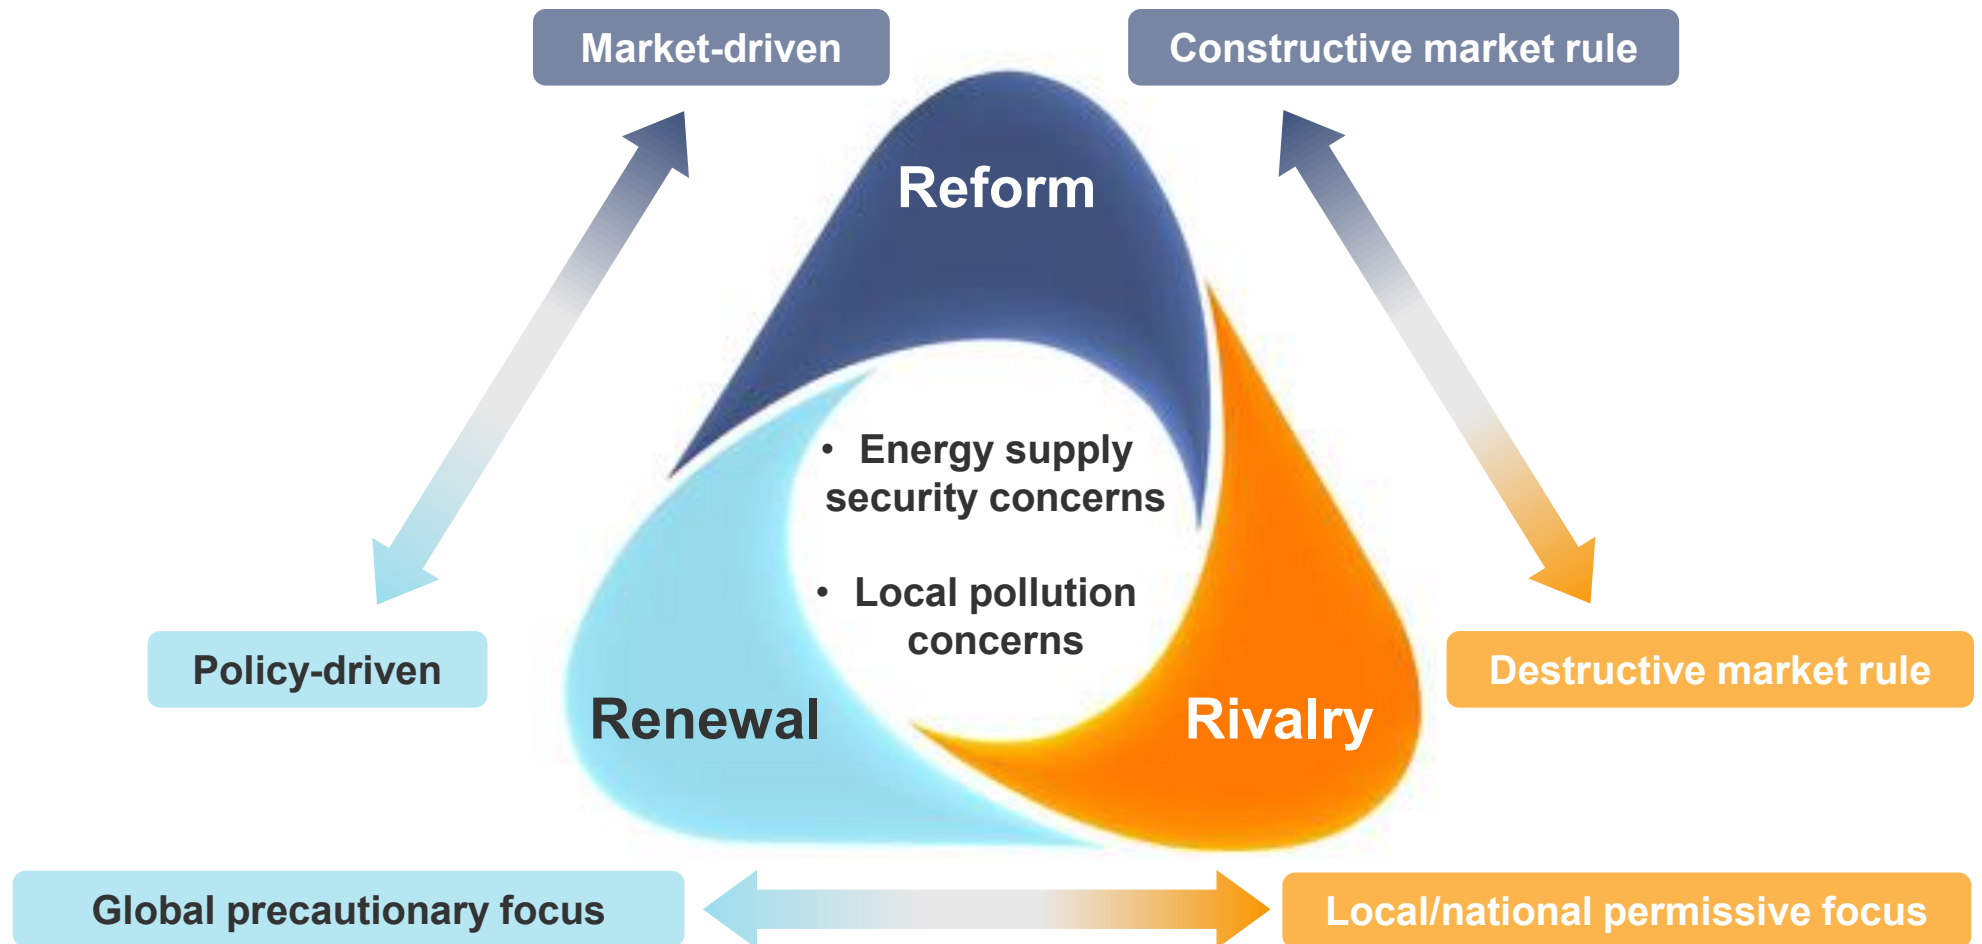 Market-driven
Constructive market rule
Reform
• Energy supply
security concerns
• Local pollution
concerns
Policy-driven
Destructive market rule
Renewal
Rivalry
Global precautionary focus
Local/national permissive focus